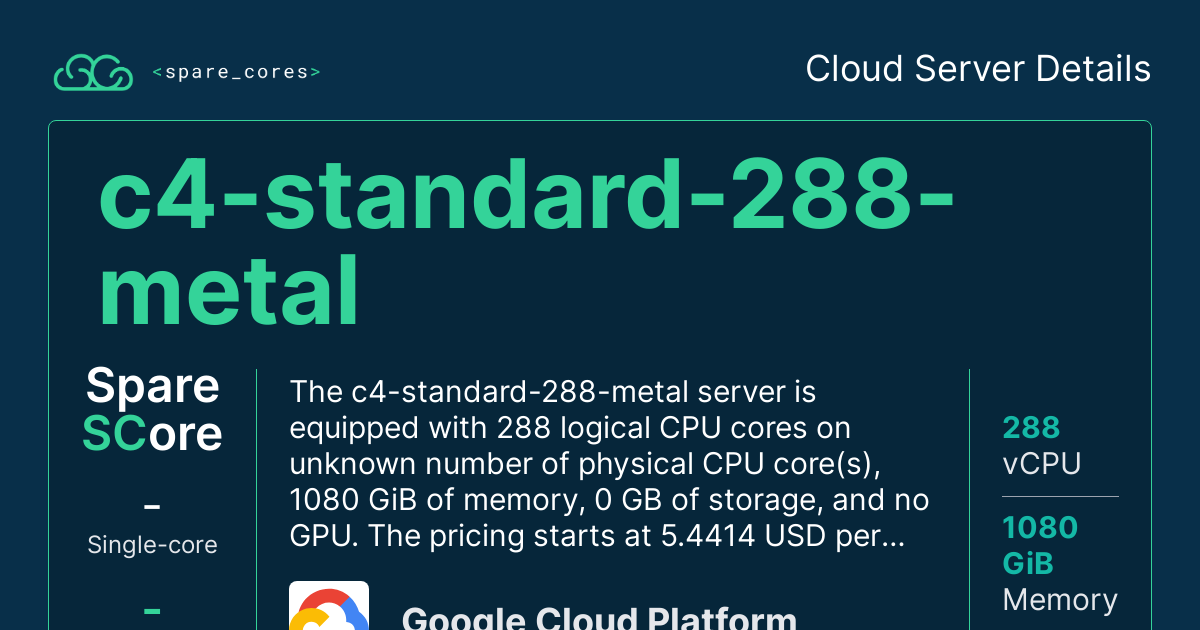 <spare_cores>
Cloud Server Details
c4-standard-288-
metal
Spare
SCore
-
Single-core
-
The c4-standard-288-metal server is
equipped with 288 logical CPU cores on
unknown number of physical CPU core(s),
1080 GiB of memory, 0 GB of storage, and no
GPU. The pricing starts at 5.4414 USD per...
Google Cloud Platform
288
vCPU
1080
GiB
Memory